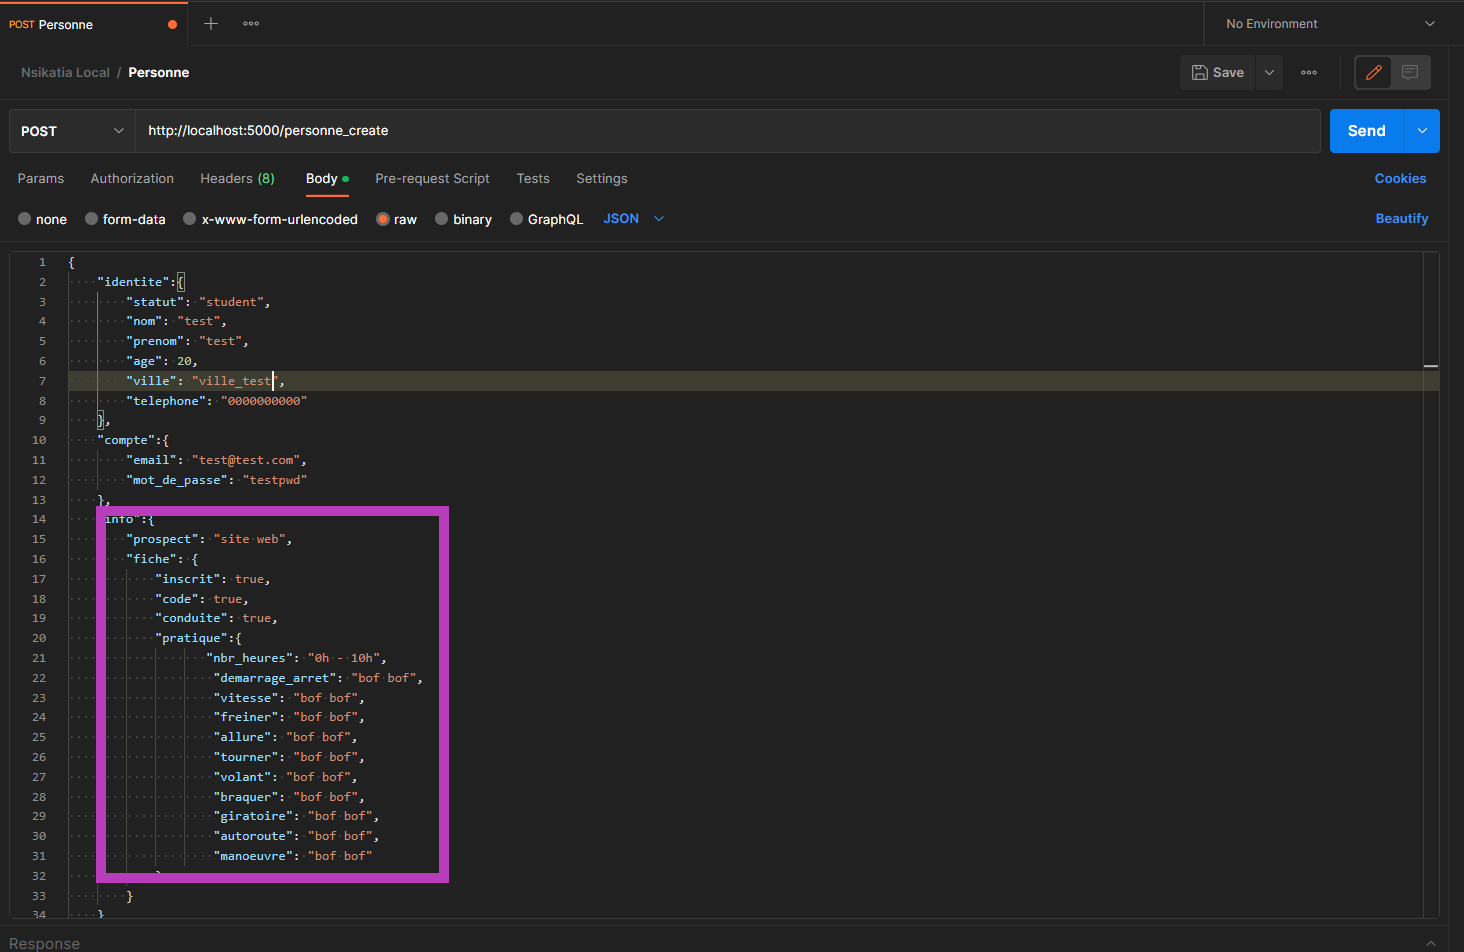 POST Personne
No Environment
Nsikatia Local / Personne
Save
POST
http://localhost:5000/personne_create
Send
Params Authorization Headers (8) Body Pre-request Script Tests Settings
Cookies
none form-data x-www-form-urlencoded raw binary GraphQL JSON
Beautify
1 {
2 "identite":{
3 "statut": "student",
4 "nom": "test",
5 "prenom": "test",
6 "age": 20,
7 "ville": "ville_test",
8 "telephone": "0000000000"
9 },
10 "compte":{
11 "email": "test@test.com",
12 "mot_de_passe": "testpwd"
13 },
14 info":{
15 "prospect": "site web",
16 "fiche": {
17 "inscrit": true,
18 "code": true,
19 "conduite": true,
20 "pratique":{
21 "nbr_heures": "0h - 10h",
22 "demarrage_arret": "bof bof",
23 "vitesse": "bof bof",
24 "freiner": "bof bof",
25 "allure": "bof bof",
26 "tourner": "bof bof",
27 "volant": "bof bof",
28 "braquer": "bof bof",
29 "giratoire": "bof bof",
30 "autoroute": "bof bof",
31 "manoeuvre": "bof bof"
32
33 }
34 }
Response